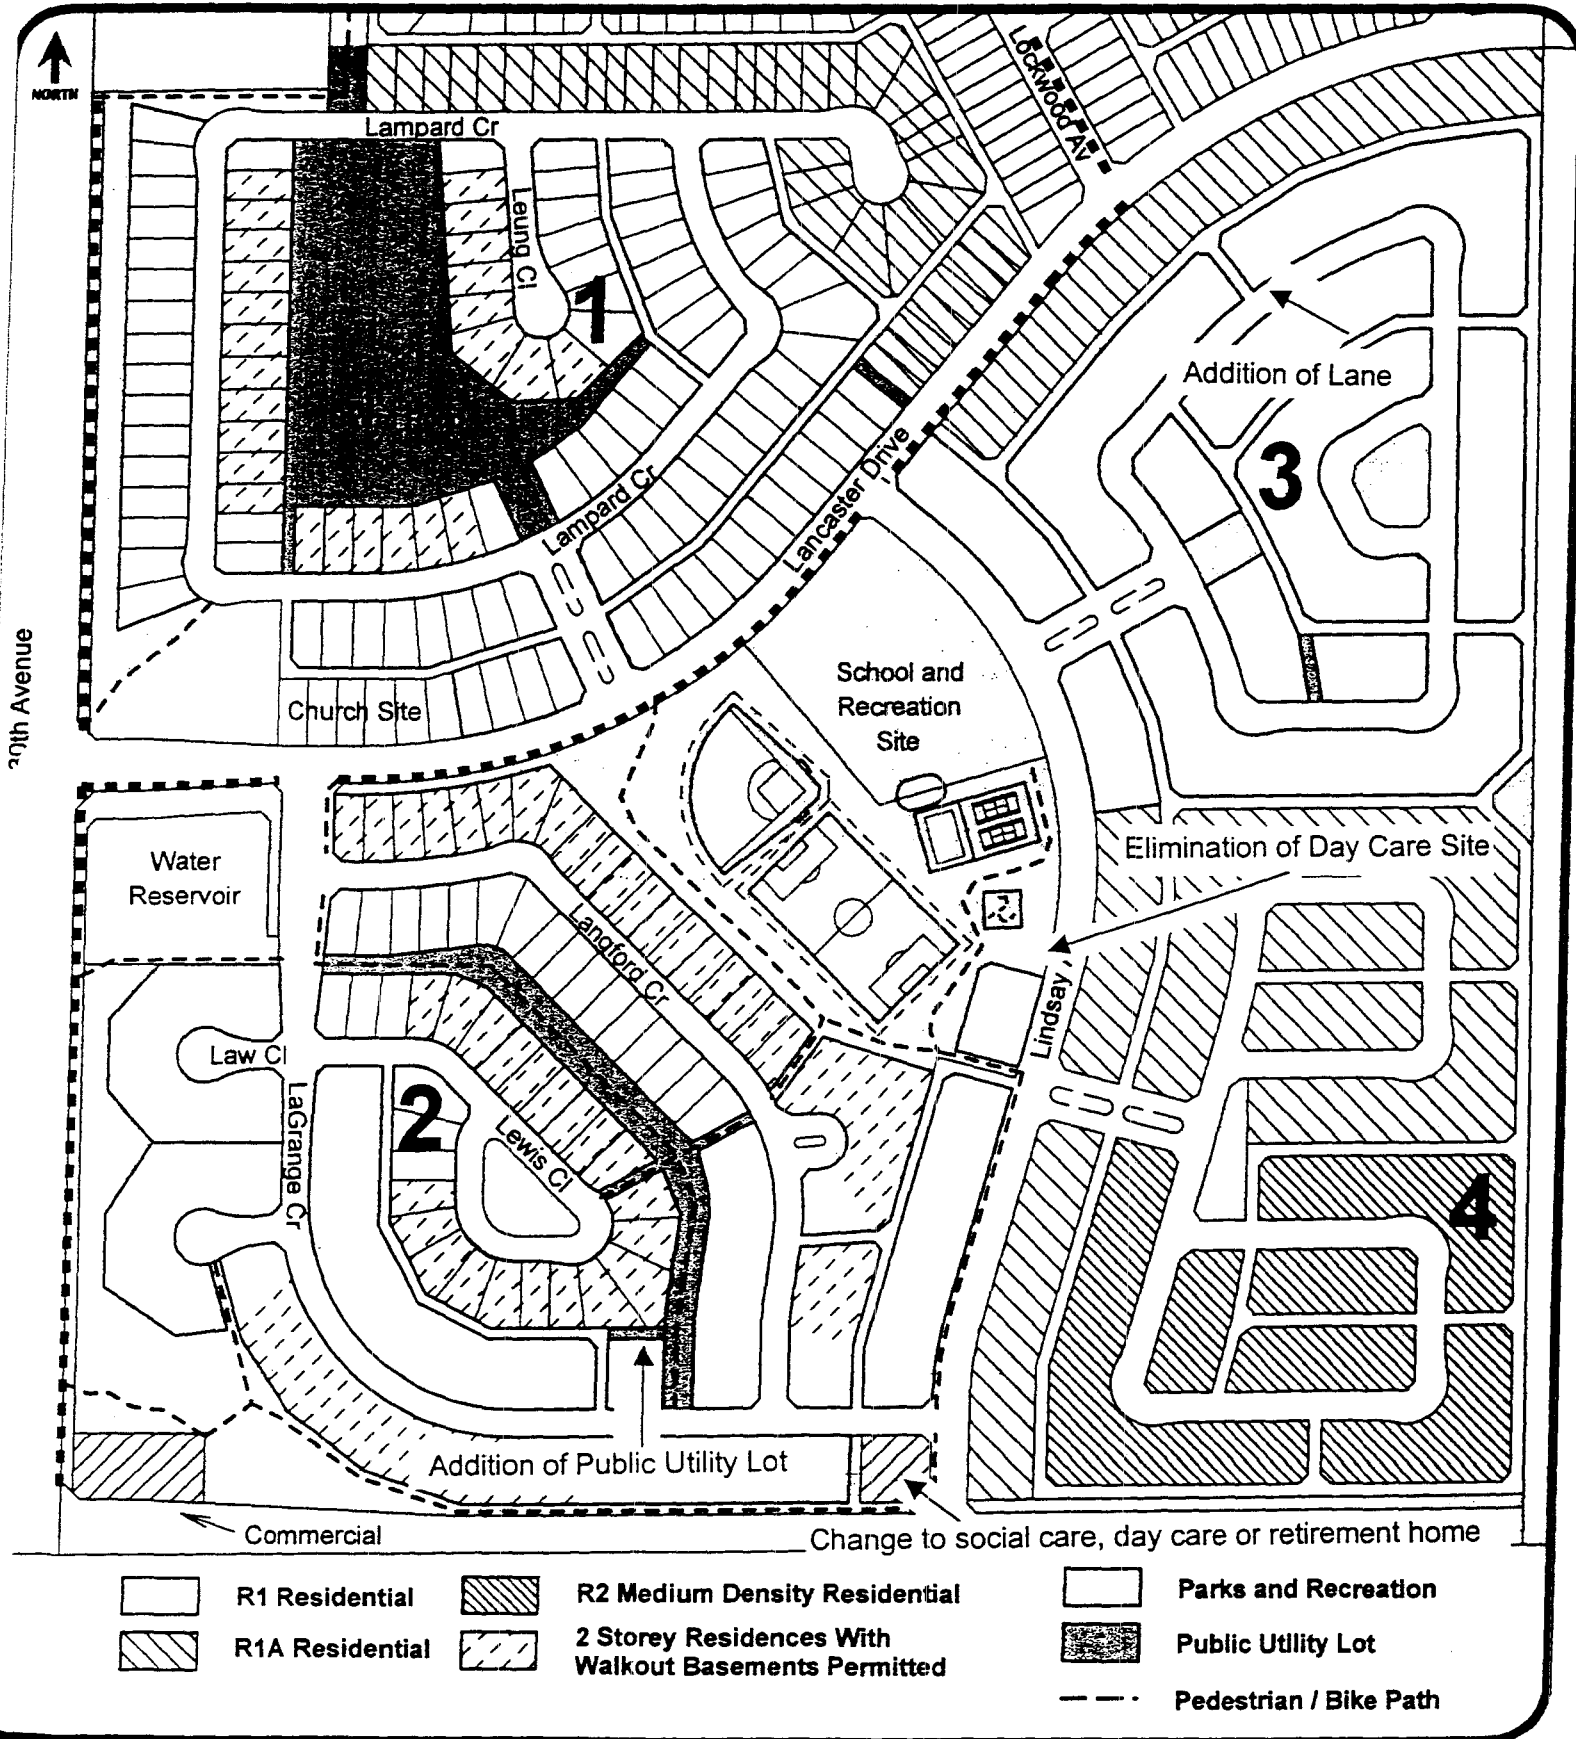 NORTH
Lampard Cr
Lockwood Av
Leung Cl
1
Addition of Lane
3
Lampard Cr
Lancaster Drive
30th Avenue
School and
Recreation
Site
Church Site
Water
Reservoir
Elimination of Day Care Site
Langford Cr
Lindsay
Law Cl
LaGrange Cr
2
Lewis Cl
4
Addition of Public Utility Lot
Commercial
Change to social care, day care or retirement home
R1 Residential
R2 Medium Density Residential
Parks and Recreation
R1A Residential
2 Storey Residences With
Walkout Basements Permitted
Public Utility Lot
Pedestrian / Bike Path